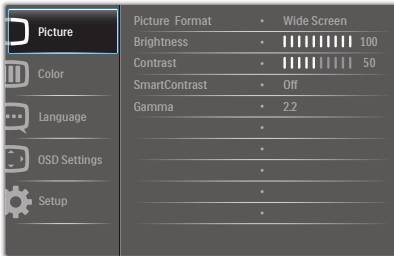 Picture
Color
Language
OSD Settings
Setup
Picture Format • Wide Screen
Brightness • 100
Contrast • 50
SmartContrast • Off
Gamma • 2.2
•
•
•
•
•